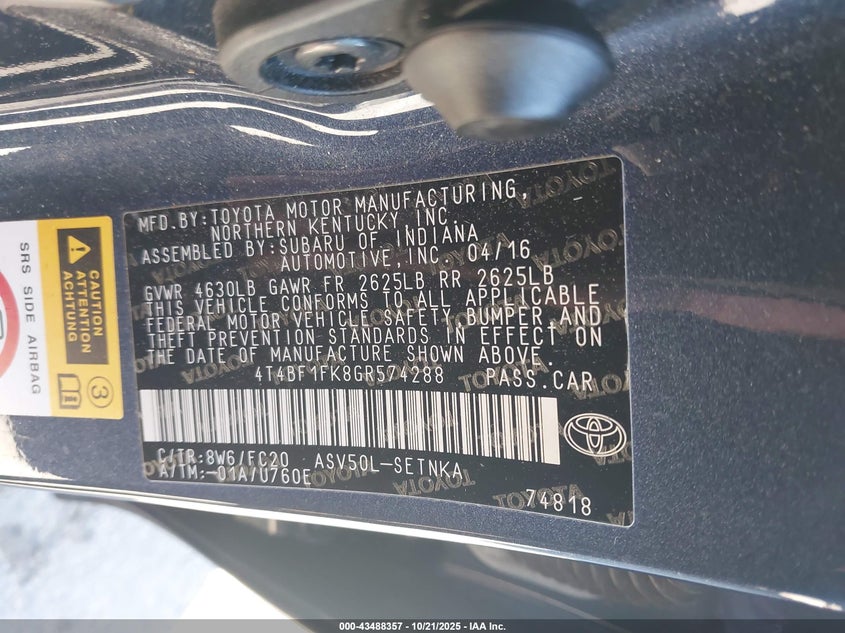 MFD.BY:TOYOTA MOTOR MANUFACTURING,
NORTHERN KENTUCKY INC.
ASSEMBLED BY:SUBARU OF INDIANA
AUTOMOTIVE,INC. 04/16
GVWR 4630LB GAWR FR 2625LB RR 2625LB
THIS VEHICLE CONFORMS TO ALL APPLICABLE
FEDERAL MOTOR VEHICLE SAFETY, BUMPER, AND
THEFT PREVENTION STANDARDS IN EFFECT ON
THE DATE OF MANUFACTURE SHOWN ABOVE.
4T4BF1FK8GR574288 PASS.CAR
C/TR:8W6/FC20 ASV50L-SETNKA
A/TM:-01A/U760E
74818
CAUTION
ATTENTION
ACHTUNG
3
SRS SIDE AIRBAG
000-43488357 - 10/21/2025 - IAA Inc.